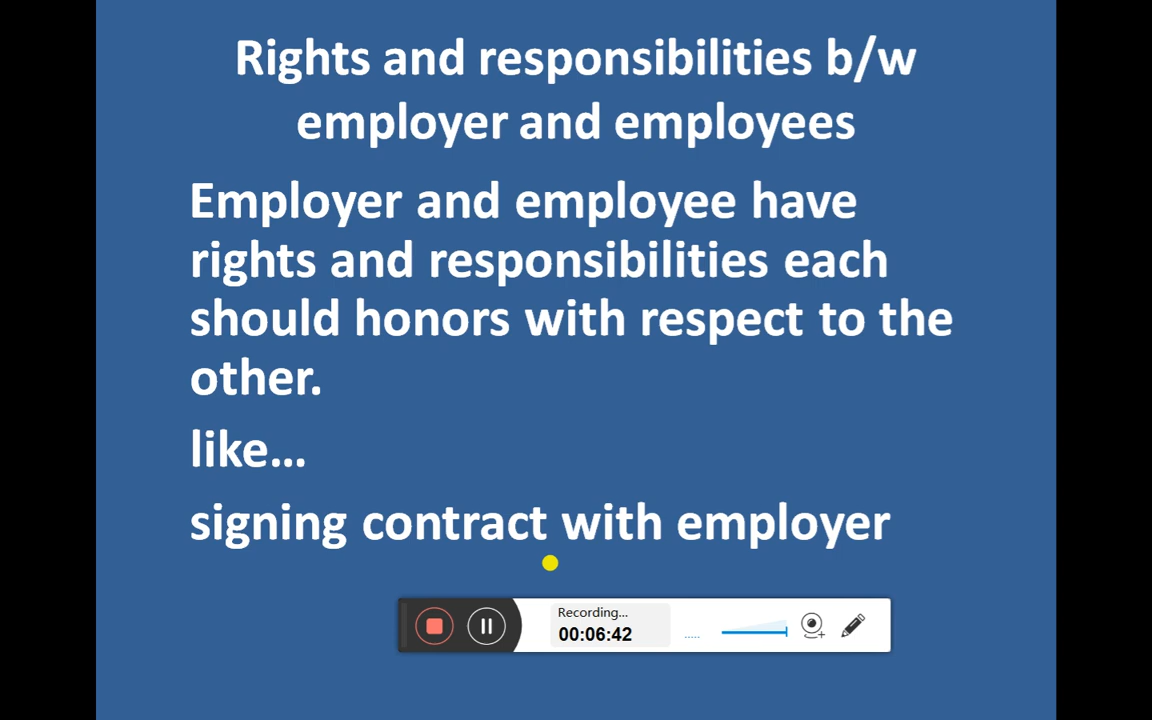 Rights and responsibilities b/w
employer and employees
Employer and employee have
rights and responsibilities each
should honors with respect to the
other.
like...
signing contract with employer
Recording...
00:06:42